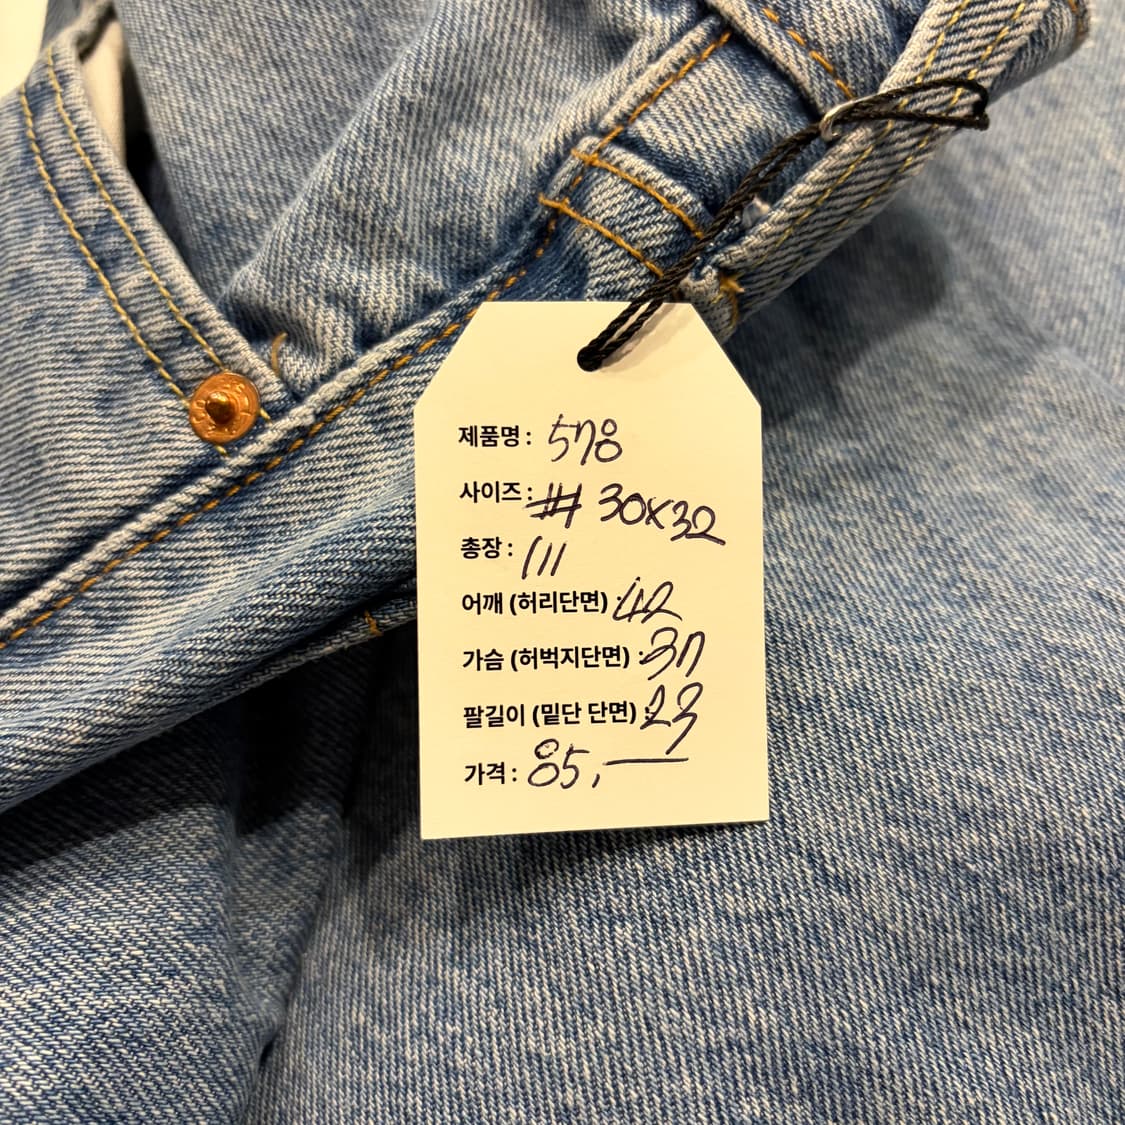 제품명 : 578
사이즈 : # 30x32
총장 : 111
어깨 (허리단면) : 42
가슴 (허벅지단면) : 37
팔길이 (밑단 단면) : 23
가격 : 85,—